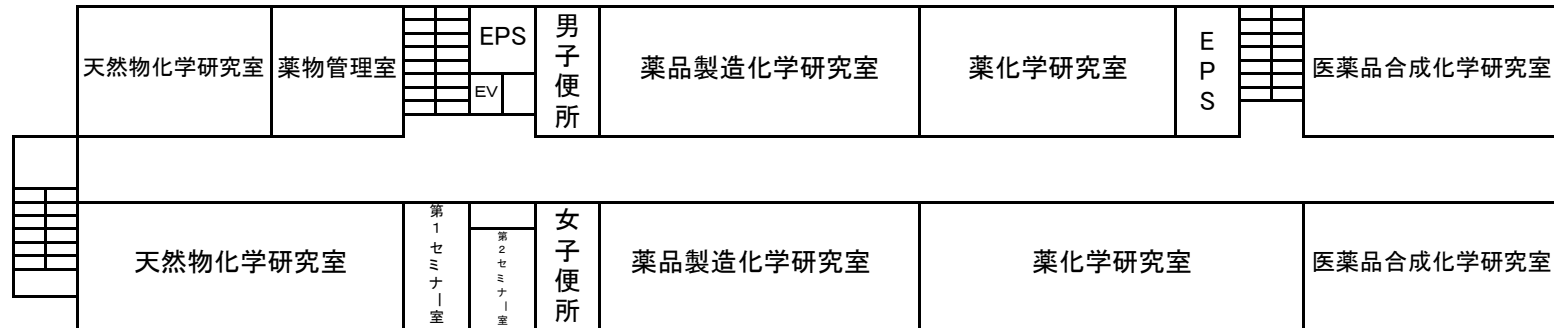 天然物化学研究室
薬物管理室
EPS
EV
男子便所
薬品製造化学研究室
薬化学研究室
EPS
医薬品合成化学研究室
天然物化学研究室
第1セミナー室
第2セミナー室
女子便所
薬品製造化学研究室
薬化学研究室
医薬品合成化学研究室